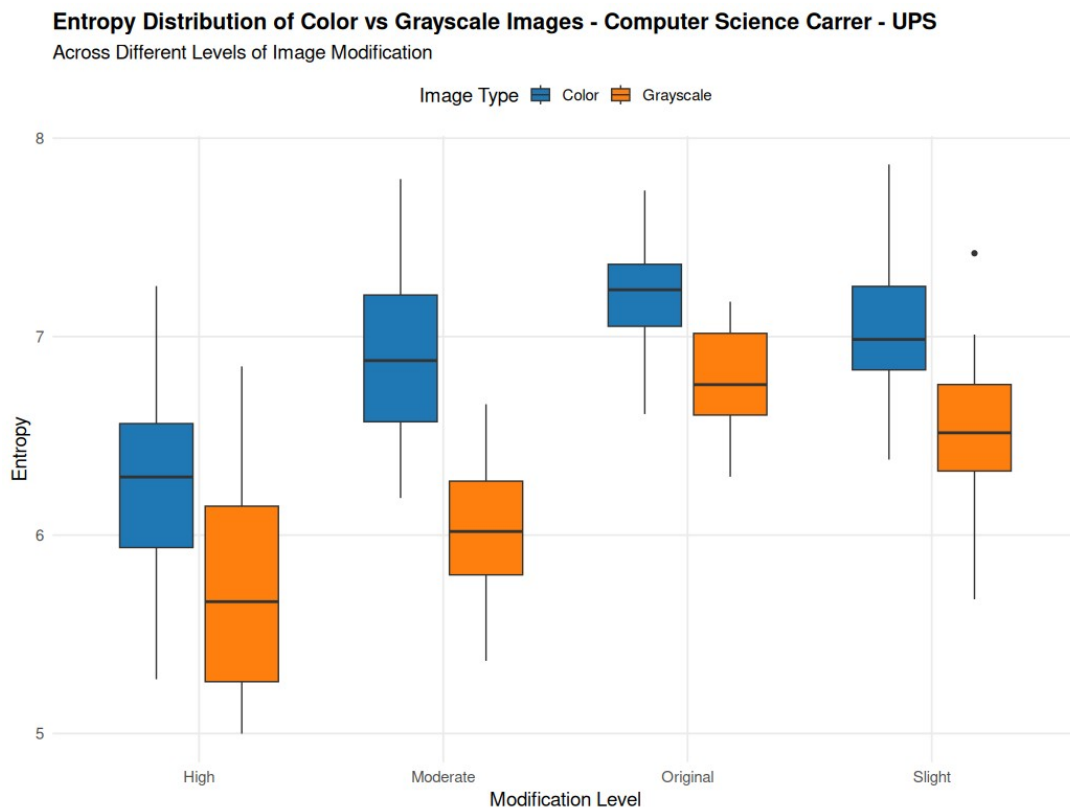 Entropy Distribution of Color vs Grayscale Images - Computer Science Carrer - UPS
Across Different Levels of Image Modification
Image Type Color Grayscale
8
7
6
5
Entropy
High Moderate Original Slight
Modification Level